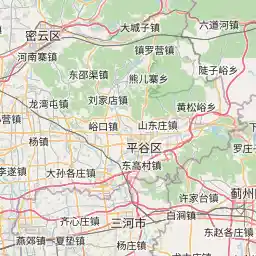 大城子镇
六道河镇
密云区
镇罗营镇
河南寨镇
东邵渠镇
熊儿寨乡
陡子峪乡
刘家店镇
龙湾屯镇
黄松峪乡
峪口镇
山东庄镇
杨镇
平谷区
罗庄
东高村镇
李遂镇
大孙各庄镇
许家台镇
蓟州
白涧镇
齐心庄镇
三河市
东赵各庄镇
燕郊镇
夏垫镇
杨庄镇